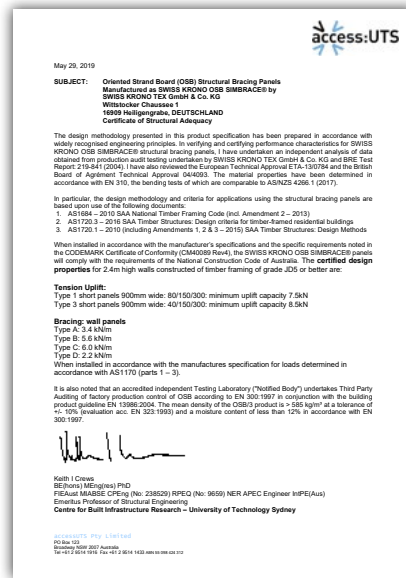 access:UTS
May 29, 2019
SUBJECT: Oriented Strand Board (OSB) Structural Bracing Panels
Manufactured as SWISS KRONO OSB SIMBRACE® by
SWISS KRONO TEX GmbH & Co. KG
Wittstocker Chaussee 1
16909 Heiligengrabe, DEUTSCHLAND
Certificate of Structural Adequacy
The design methodology presented in this product specification has been prepared in accordance with
widely recognised engineering principles. In verifying and certifying performance characteristics for SWISS
KRONO OSB SIMBRACE® structural bracing panels, I have undertaken an independent analysis of data
obtained from production audit testing undertaken by SWISS KRONO TEX GmbH & Co. KG and BRE Test
Report: 219-841 (2004). I have also reviewed the European Technical Approval ETA-13/0784 and the British
Board of Agrément Technical Approval 04/4093. The material properties have been determined in
accordance with EN 310, the bending tests of which are comparable to AS/NZS 4266.1 (2017).
In particular, the design methodology and criteria for applications using the structural bracing panels are
based upon use of the following documents:
1. AS1684 – 2010 SAA National Timber Framing Code (incl. Amendment 2 – 2013)
2. AS1720.3 – 2016 SAA Timber Structures: Design criteria for timber-framed residential buildings
3. AS1720.1 – 2010 (including Amendments 1, 2 & 3 – 2015) SAA Timber Structures: Design Methods
When installed in accordance with the manufacturer's specifications and the specific requirements noted in
the CODEMARK Certificate of Conformity (CM40089 Rev4), the SWISS KRONO OSB SIMBRACE® panels
will comply with the requirements of the National Construction Code of Australia. The certified design
properties for 2.4m high walls constructed of timber framing of grade JD5 or better are:
Tension Uplift:
Type 1 short panels 900mm wide: 80/150/300: minimum uplift capacity 7.5kN
Type 3 short panels 900mm wide: 40/150/300: minimum uplift capacity 8.5kN
Bracing: wall panels
Type A: 3.4 kN/m
Type B: 5.6 kN/m
Type C: 6.0 kN/m
Type D: 2.2 kN/m
When installed in accordance with the manufactures specification for loads determined in
accordance with AS1170 (parts 1 – 3).
It is also noted that an accredited independent Testing Laboratory ("Notified Body") undertakes Third Party
Auditing of factory production control of OSB according to EN 300:1997 in conjunction with the building
product guideline EN 13986:2004. The mean density of the OSB/3 product is > 585 kg/m³ at a tolerance of
+/- 10% (evaluation acc. EN 323:1993) and a moisture content of less than 12% in accordance with EN
300:1997.
Keith I Crews
BE(hons) MEng(res) PhD
FIEAust MIABSE CPEng (No: 238529) RPEQ (No: 9659) NER APEC Engineer IntPE(Aus)
Emeritus Professor of Structural Engineering
Centre for Built Infrastructure Research – University of Technology Sydney
accessUTS Pty Limited
PO Box 123
Broadway NSW 2007 Australia
Tel +61 2 9514 1916 Fax +61 2 9514 1433